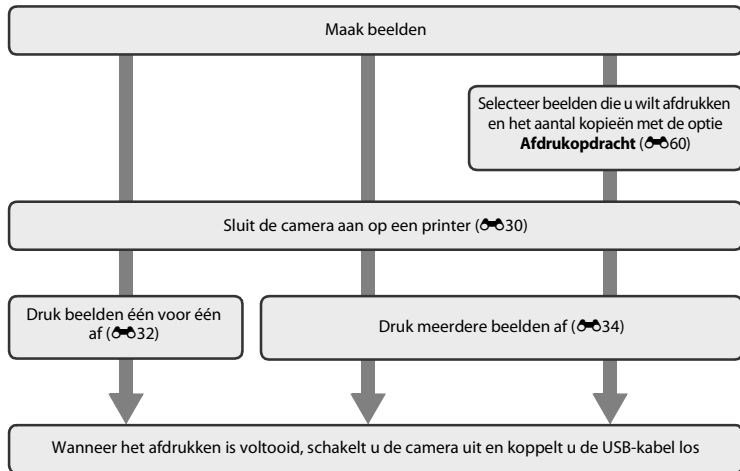 Maak beelden
Selecteer beelden die u wilt afdrukken
en het aantal kopieën met de optie
Afdrukopdracht (60)
Sluit de camera aan op een printer (30)
Druk beelden één voor één
af (32)
Druk meerdere beelden af (34)
Wanneer het afdrukken is voltooid, schakelt u de camera uit en koppelt u de USB-kabel los